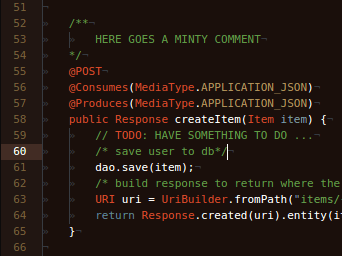 51
52 /**
53 HERE GOES A MINTY COMMENT
54 */
55 @POST
56 @Consumes(MediaType.APPLICATION_JSON)
57 @Produces(MediaType.APPLICATION_JSON)
58 public Response createItem(Item item) {
59 // TODO: HAVE SOMETHING TO DO ...
60 /* save user to db*/
61 dao.save(item);
62 /* build response to return where the
63 URI uri = UriBuilder.fromPath("items/
64 return Response.created(uri).entity(i
65 }
66